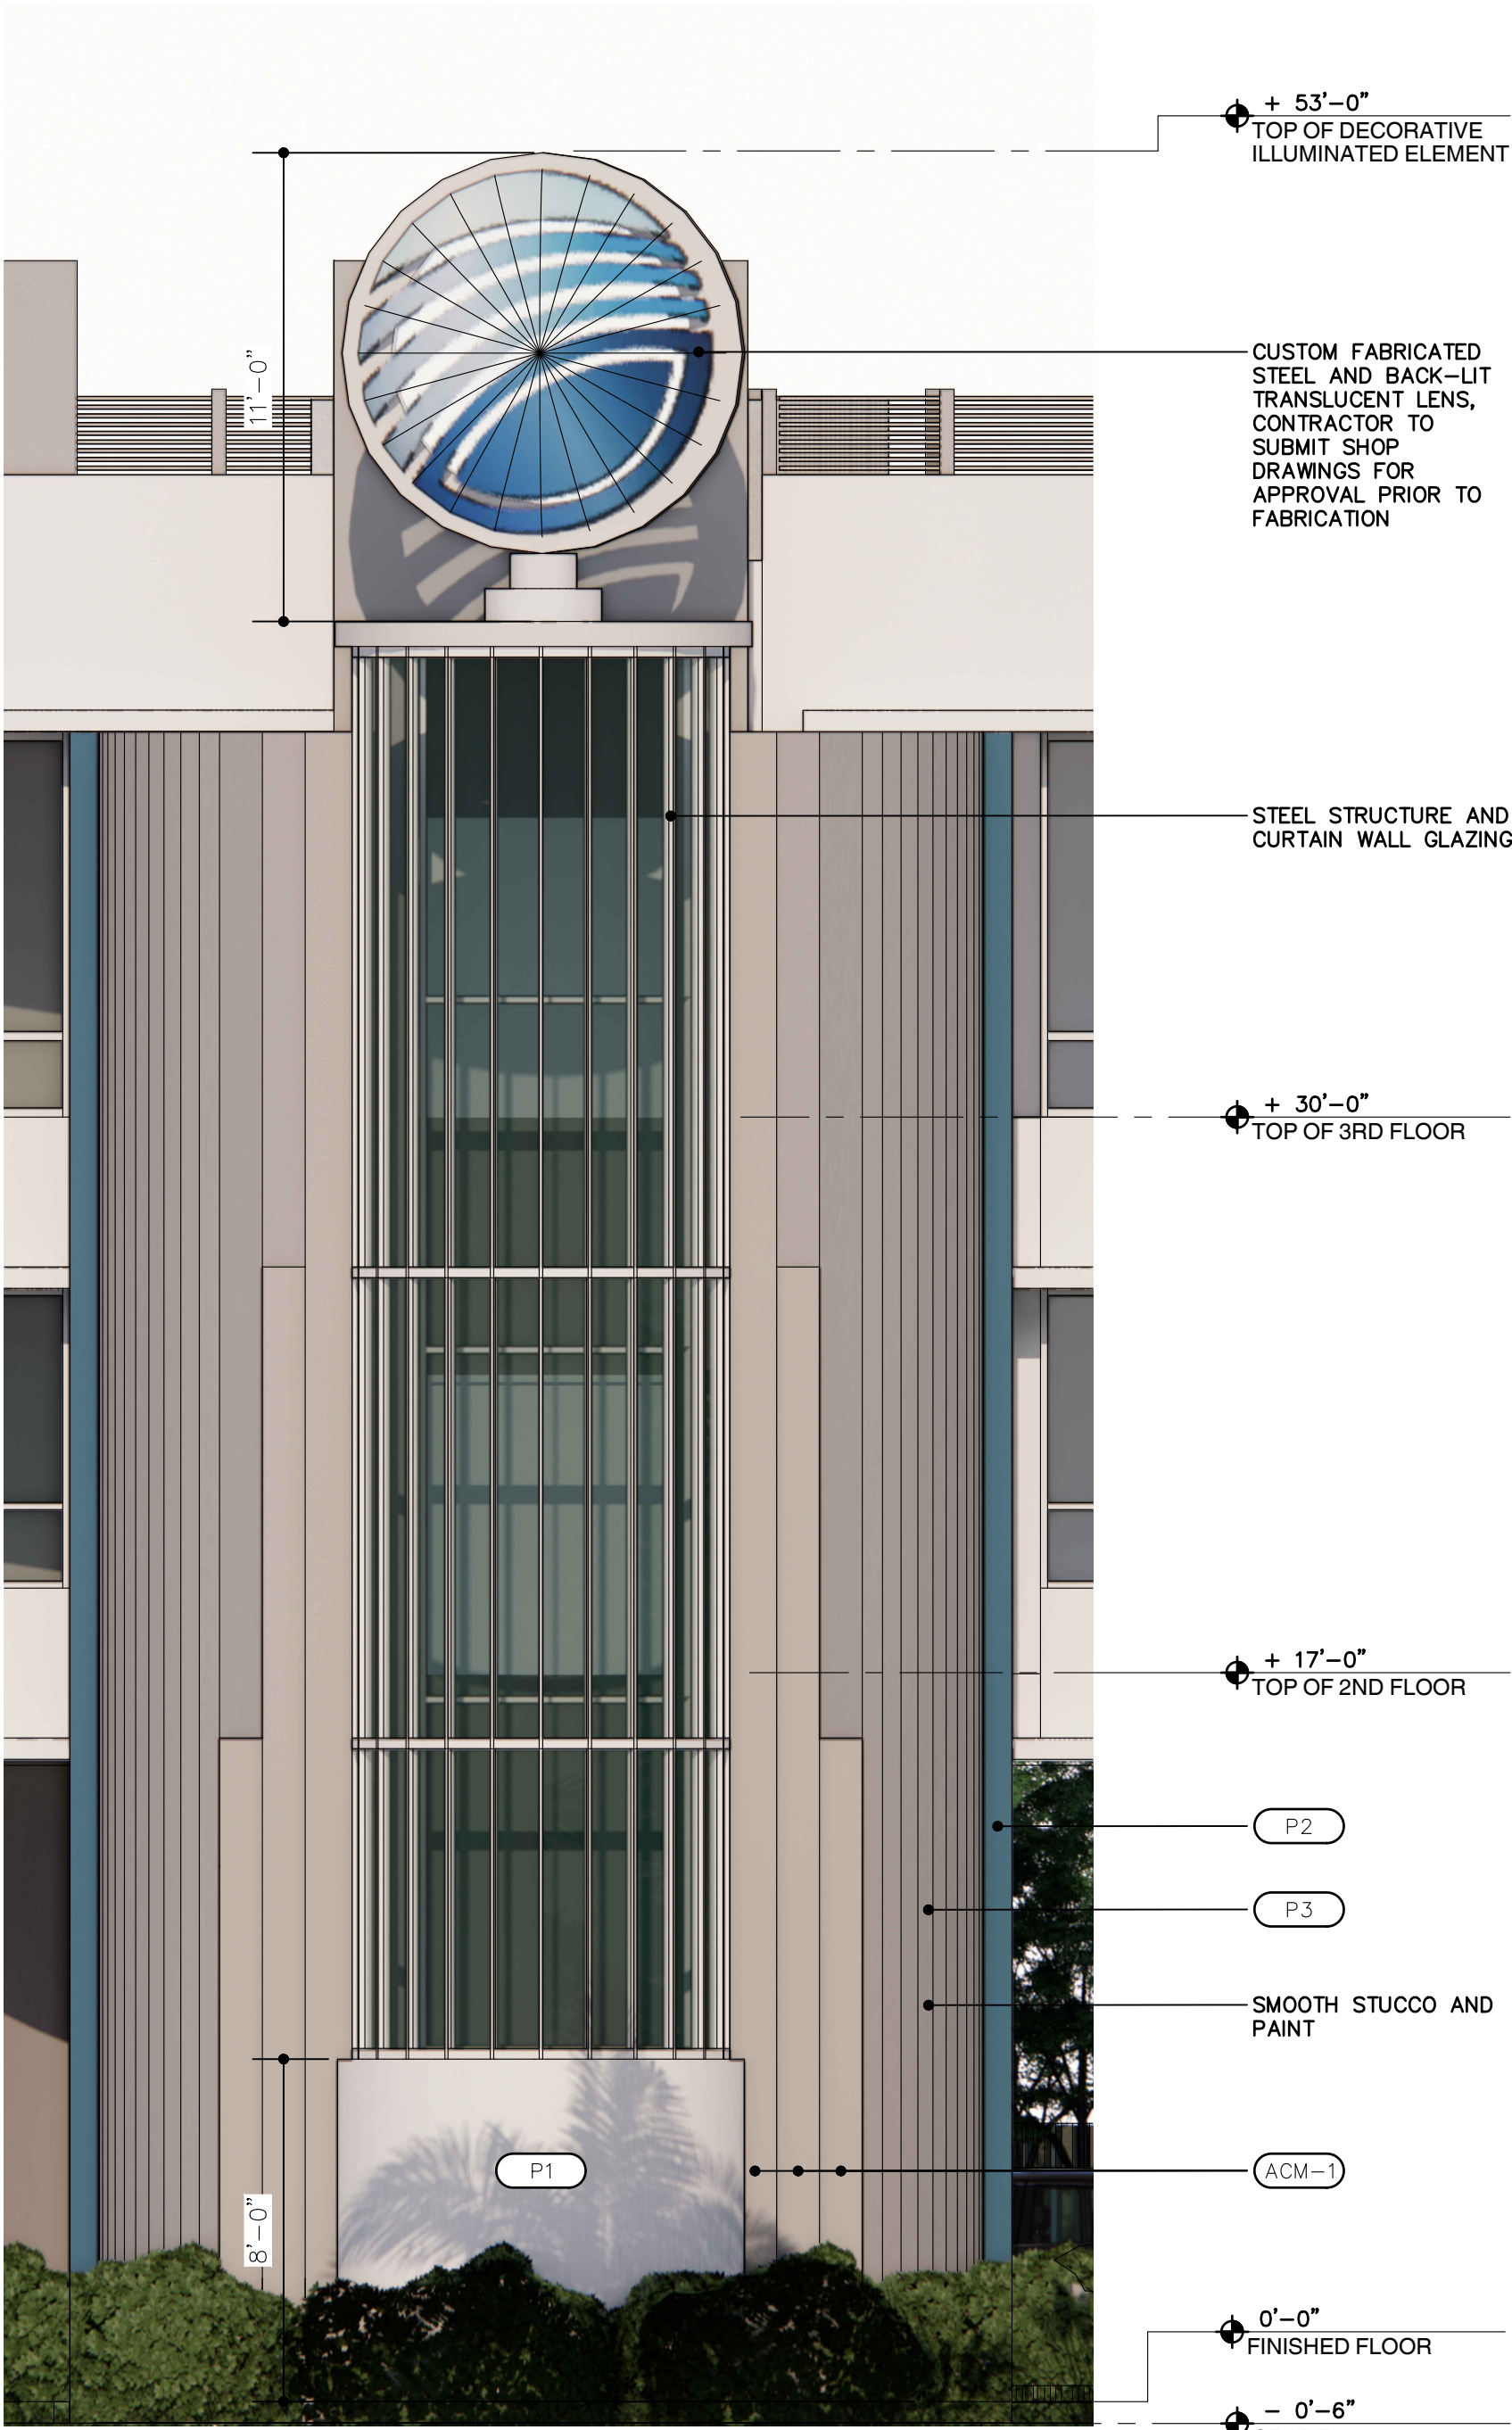 + 53'-0"
TOP OF DECORATIVE
ILLUMINATED ELEMENT
11'-0"
CUSTOM FABRICATED
STEEL AND BACK-LIT
TRANSLUCENT LENS,
CONTRACTOR TO
SUBMIT SHOP
DRAWINGS FOR
APPROVAL PRIOR TO
FABRICATION
STEEL STRUCTURE AND
CURTAIN WALL GLAZING
+ 30'-0"
TOP OF 3RD FLOOR
+ 17'-0"
TOP OF 2ND FLOOR
P2
P3
SMOOTH STUCCO AND
PAINT
P1
ACM-1
8'-0"
0'-0"
FINISHED FLOOR
- 0'-6"